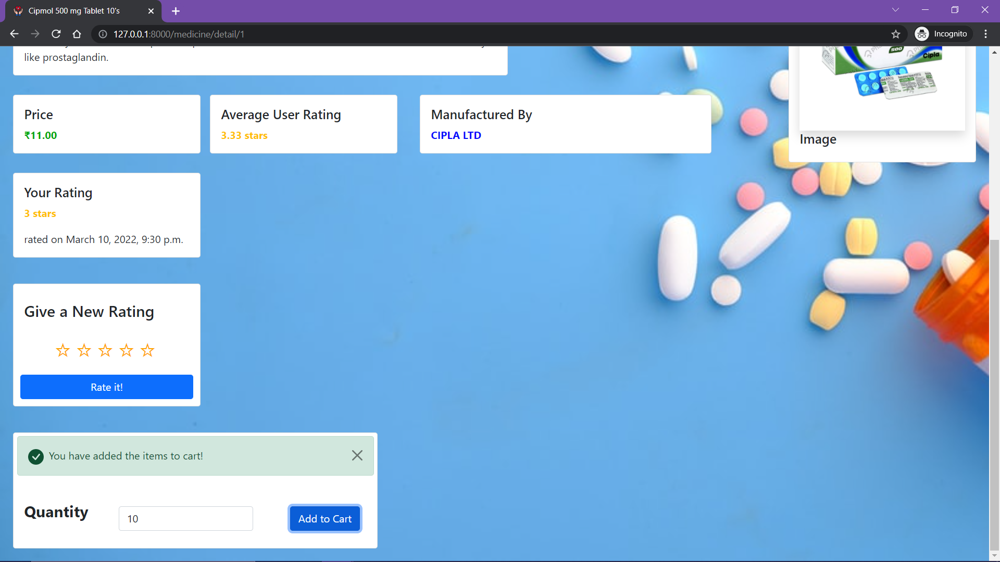 Cipmol 500 mg Tablet 10's
127.0.0.1:8000/medicine/detail/1
Incognito
like prostaglandin.
500
Cipla
Image
Price
₹11.00
Average User Rating
3.33 stars
Manufactured By
CIPLA LTD
Your Rating
3 stars
rated on March 10, 2022, 9:30 p.m.
Give a New Rating
Rate it!
You have added the items to cart!
Quantity
10
Add to Cart